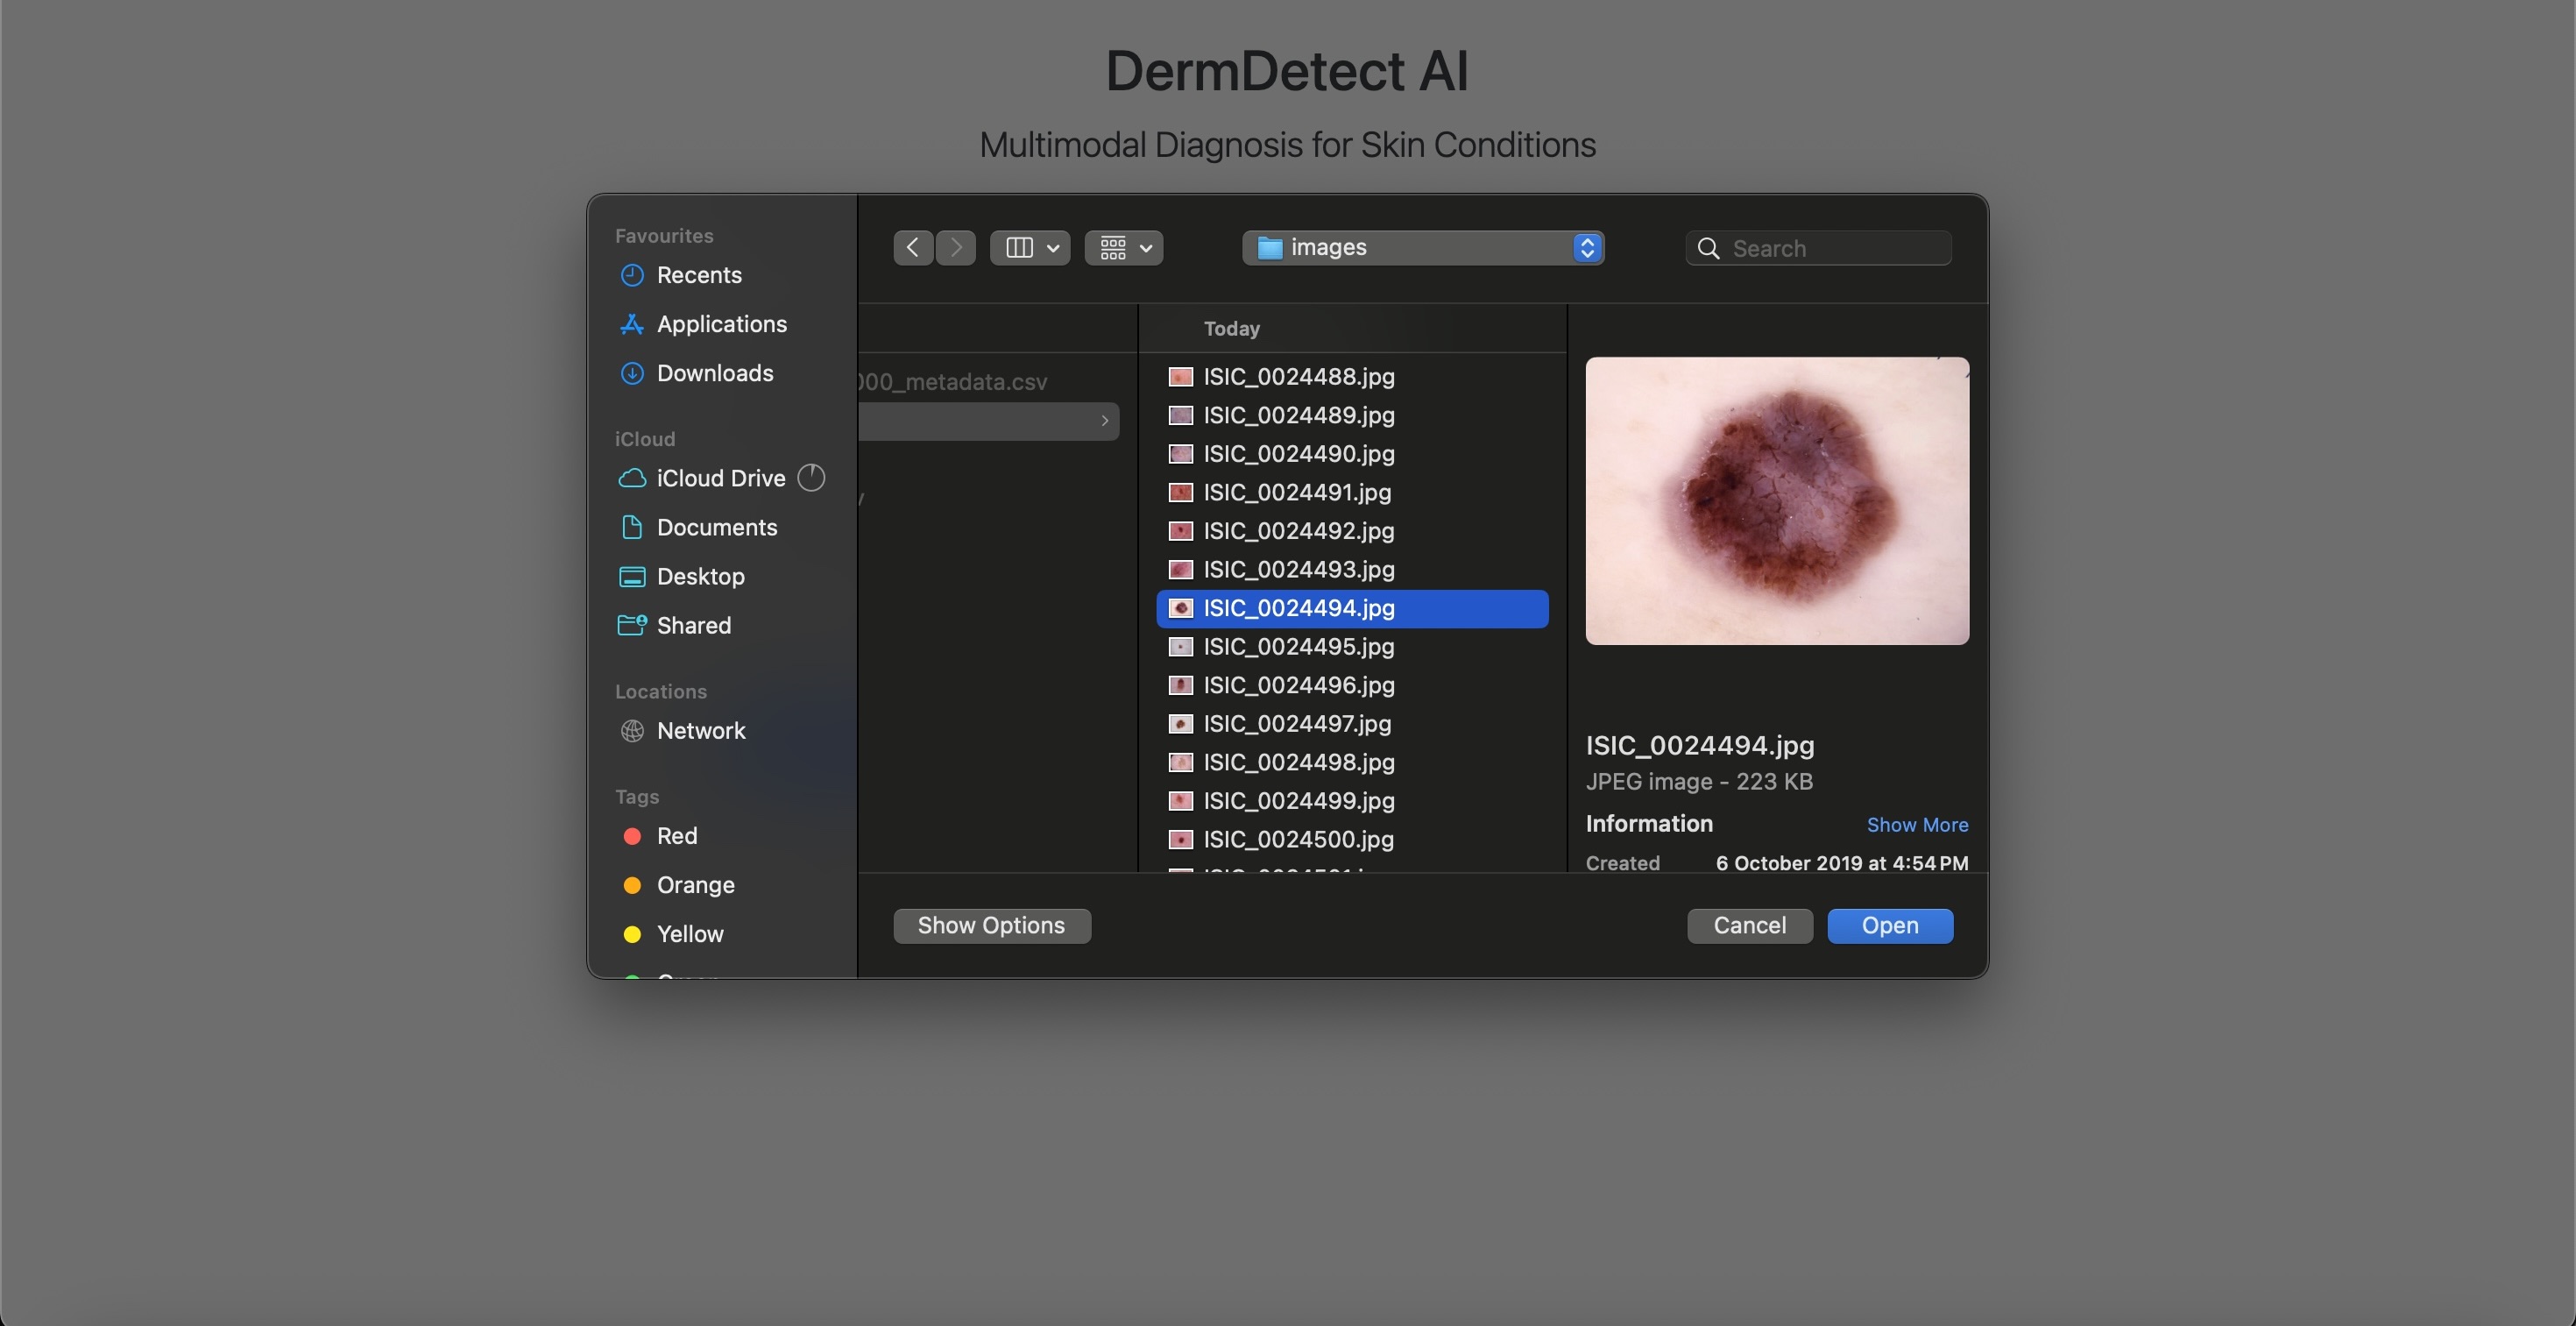 DermDetect AI
Multimodal Diagnosis for Skin Conditions
Favourites
Recents
Applications
Downloads
iCloud
iCloud Drive
Documents
Desktop
Shared
Locations
Network
Tags
Red
Orange
Yellow
images
Search
000_metadata.csv
Today
ISIC_0024488.jpg
ISIC_0024489.jpg
ISIC_0024490.jpg
ISIC_0024491.jpg
ISIC_0024492.jpg
ISIC_0024493.jpg
ISIC_0024494.jpg
ISIC_0024495.jpg
ISIC_0024496.jpg
ISIC_0024497.jpg
ISIC_0024498.jpg
ISIC_0024499.jpg
ISIC_0024500.jpg
ISIC_0024494.jpg
JPEG image - 223 KB
Information Show More
Created 6 October 2019 at 4:54 PM
Show Options
Cancel
Open